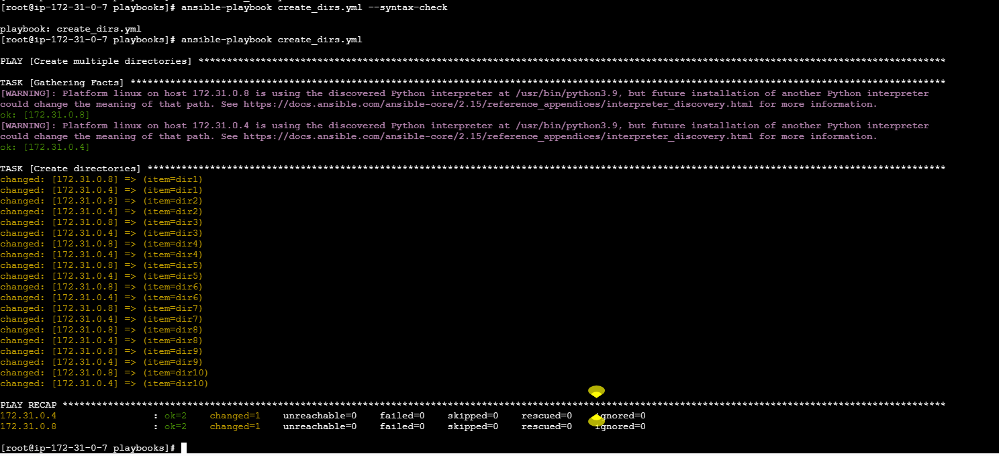 [root@ip-172-31-0-7 playbooks]# ansible-playbook create_dirs.yml --syntax-check
playbook: create_dirs.yml
[root@ip-172-31-0-7 playbooks]# ansible-playbook create_dirs.yml
PLAY [Create multiple directories] ************************************************************************************************************************************
TASK [Gathering Facts] ************************************************************************************************************************************************
[WARNING]: Platform linux on host 172.31.0.8 is using the discovered Python interpreter at /usr/bin/python3.9, but future installation of another Python interpreter
could change the meaning of that path. See https://docs.ansible.com/ansible-core/2.15/reference_appendices/interpreter_discovery.html for more information.
ok: [172.31.0.8]
[WARNING]: Platform linux on host 172.31.0.4 is using the discovered Python interpreter at /usr/bin/python3.9, but future installation of another Python interpreter
could change the meaning of that path. See https://docs.ansible.com/ansible-core/2.15/reference_appendices/interpreter_discovery.html for more information.
ok: [172.31.0.4]
TASK [Create directories] *********************************************************************************************************************************************
changed: [172.31.0.8] => (item=dir1)
changed: [172.31.0.4] => (item=dir1)
changed: [172.31.0.8] => (item=dir2)
changed: [172.31.0.4] => (item=dir2)
changed: [172.31.0.8] => (item=dir3)
changed: [172.31.0.4] => (item=dir3)
changed: [172.31.0.8] => (item=dir4)
changed: [172.31.0.4] => (item=dir4)
changed: [172.31.0.8] => (item=dir5)
changed: [172.31.0.4] => (item=dir5)
changed: [172.31.0.8] => (item=dir6)
changed: [172.31.0.4] => (item=dir6)
changed: [172.31.0.8] => (item=dir7)
changed: [172.31.0.4] => (item=dir7)
changed: [172.31.0.8] => (item=dir8)
changed: [172.31.0.4] => (item=dir8)
changed: [172.31.0.8] => (item=dir9)
changed: [172.31.0.4] => (item=dir9)
changed: [172.31.0.8] => (item=dir10)
changed: [172.31.0.4] => (item=dir10)
PLAY RECAP ************************************************************************************************************************************************************
172.31.0.4 : ok=2 changed=1 unreachable=0 failed=0 skipped=0 rescued=0 ignored=0
172.31.0.8 : ok=2 changed=1 unreachable=0 failed=0 skipped=0 rescued=0 ignored=0
[root@ip-172-31-0-7 playbooks]#